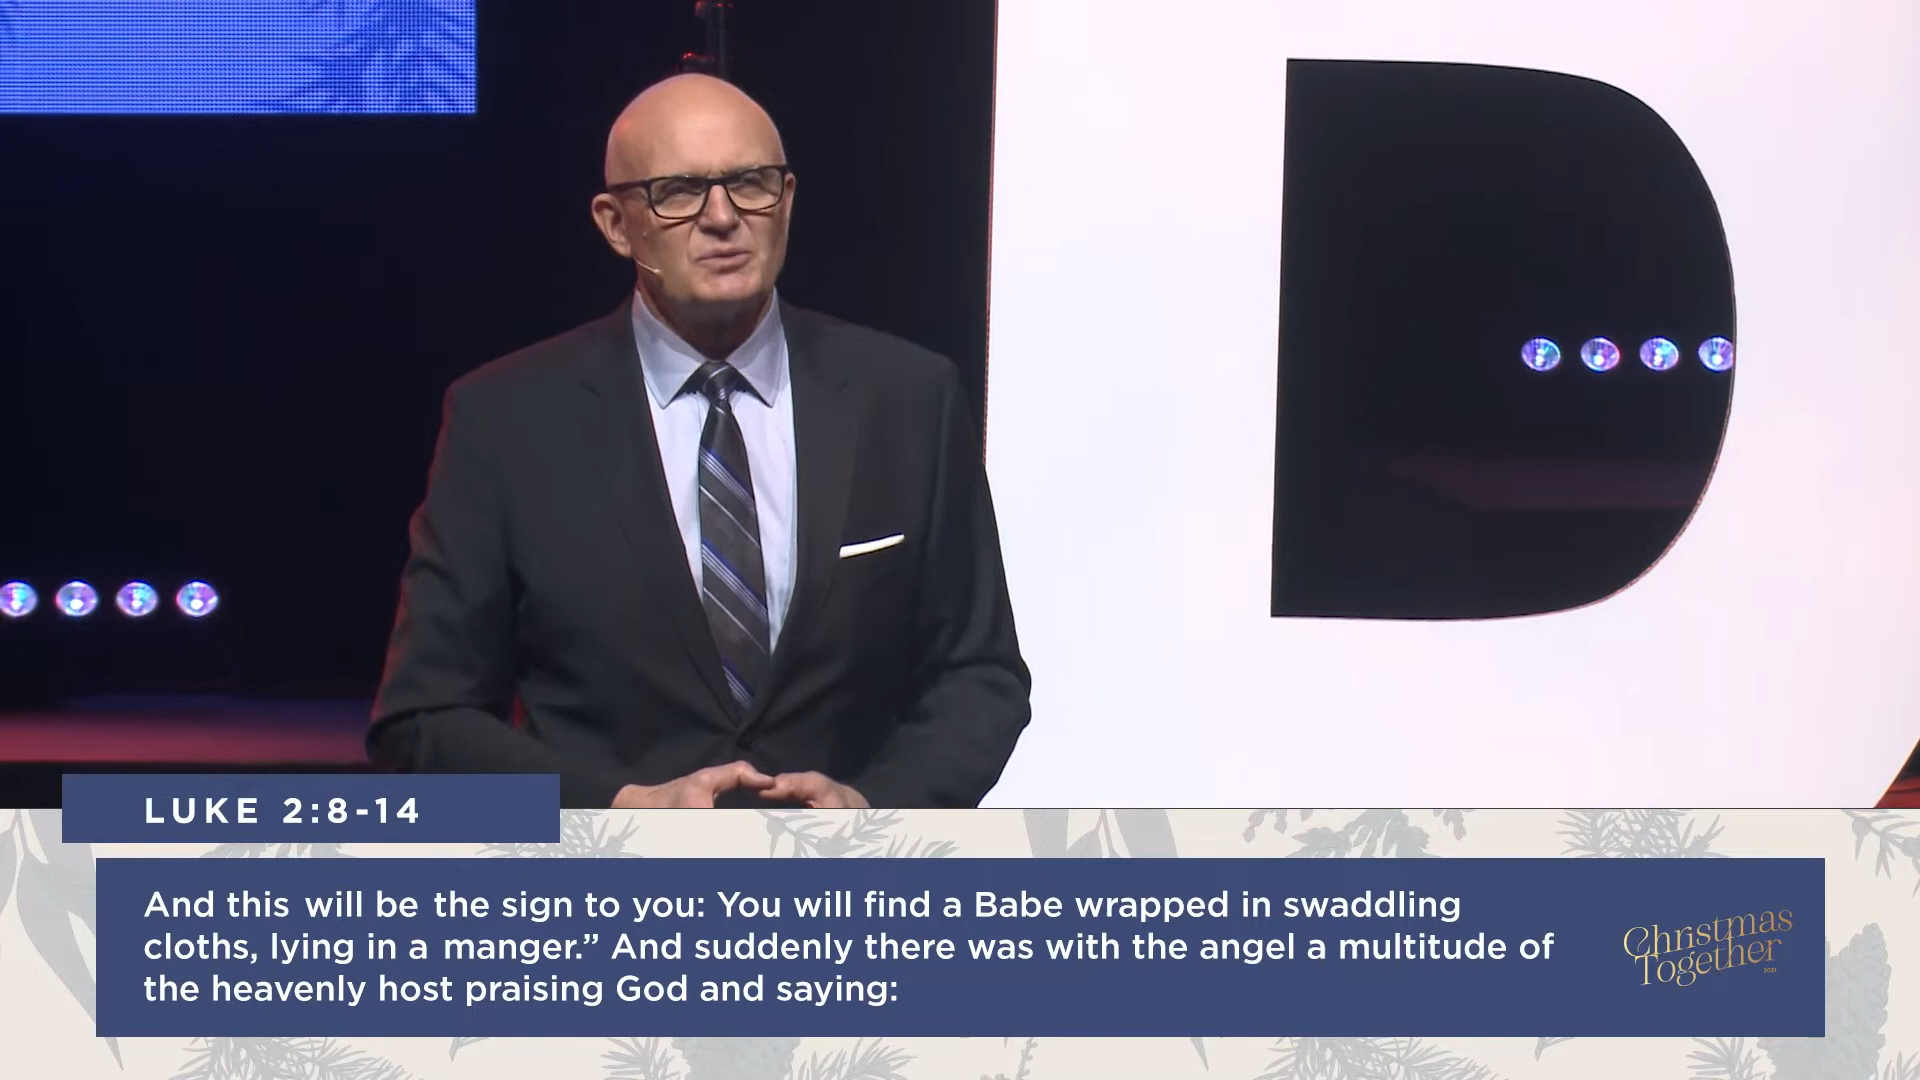 D
LUKE 2:8-14
And this will be the sign to you: You will find a Babe wrapped in swaddling
cloths, lying in a manger.” And suddenly there was with the angel a multitude of
the heavenly host praising God and saying:
Christmas
Together
2021